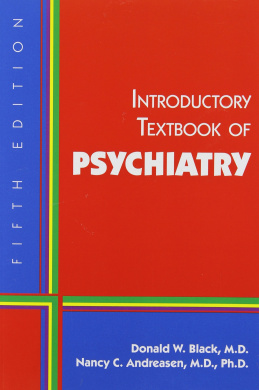 FIFTH EDITION
INTRODUCTORY
TEXTBOOK OF
PSYCHIATRY
Donald W. Black, M.D.
Nancy C. Andreasen, M.D., Ph.D.